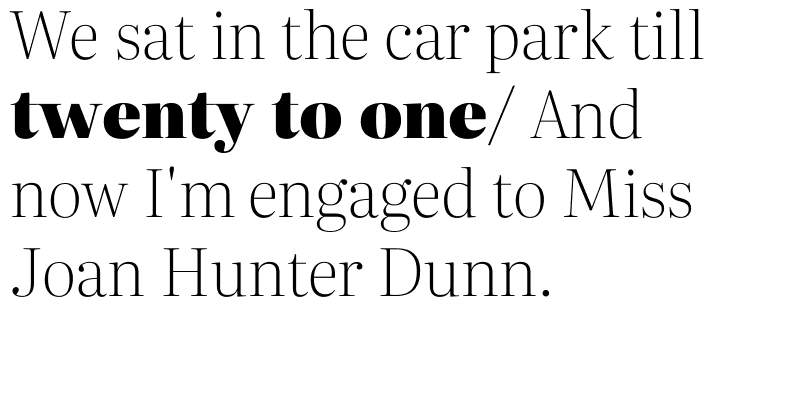 We sat in the car park till
twenty to one/ And
now I'm engaged to Miss
Joan Hunter Dunn.